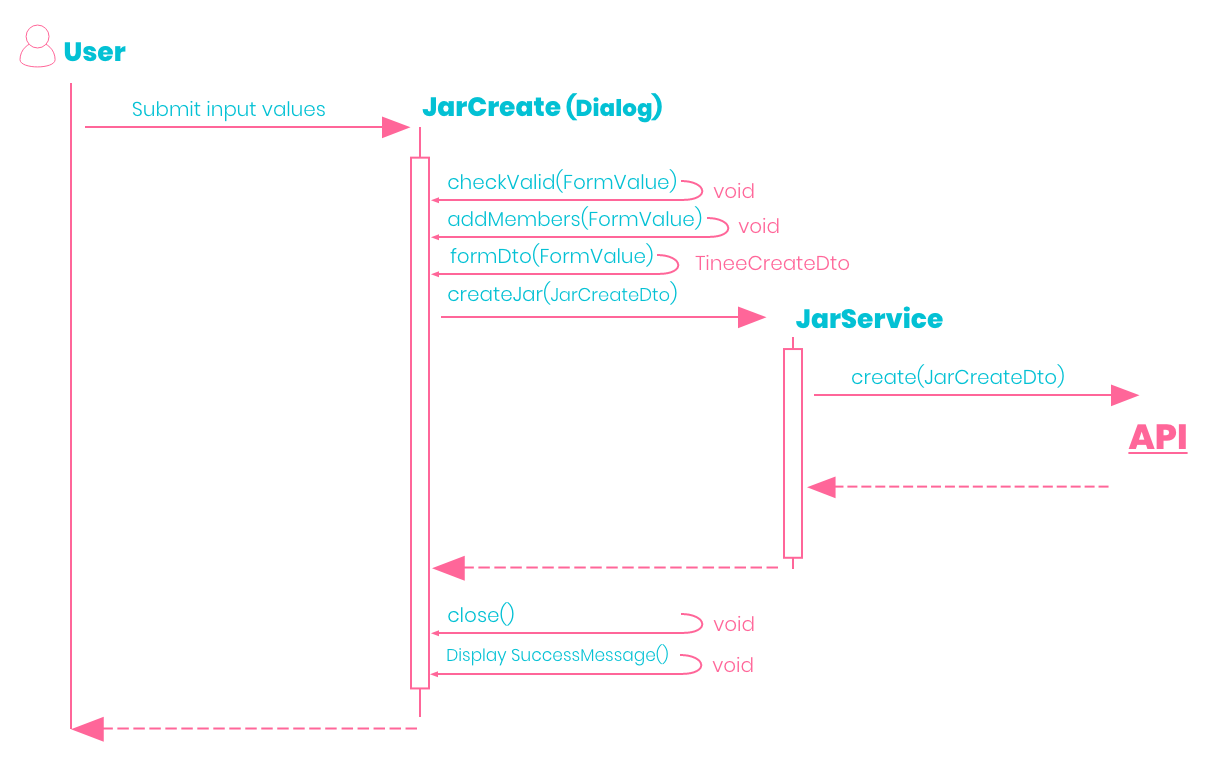 User
Submit input values
JarCreate (Dialog)
checkValid(FormValue)
void
addMembers(FormValue)
void
formDto(FormValue)
TineeCreateDto
createJar(JarCreateDto)
JarService
create(JarCreateDto)
API
close()
void
Display SuccessMessage()
void